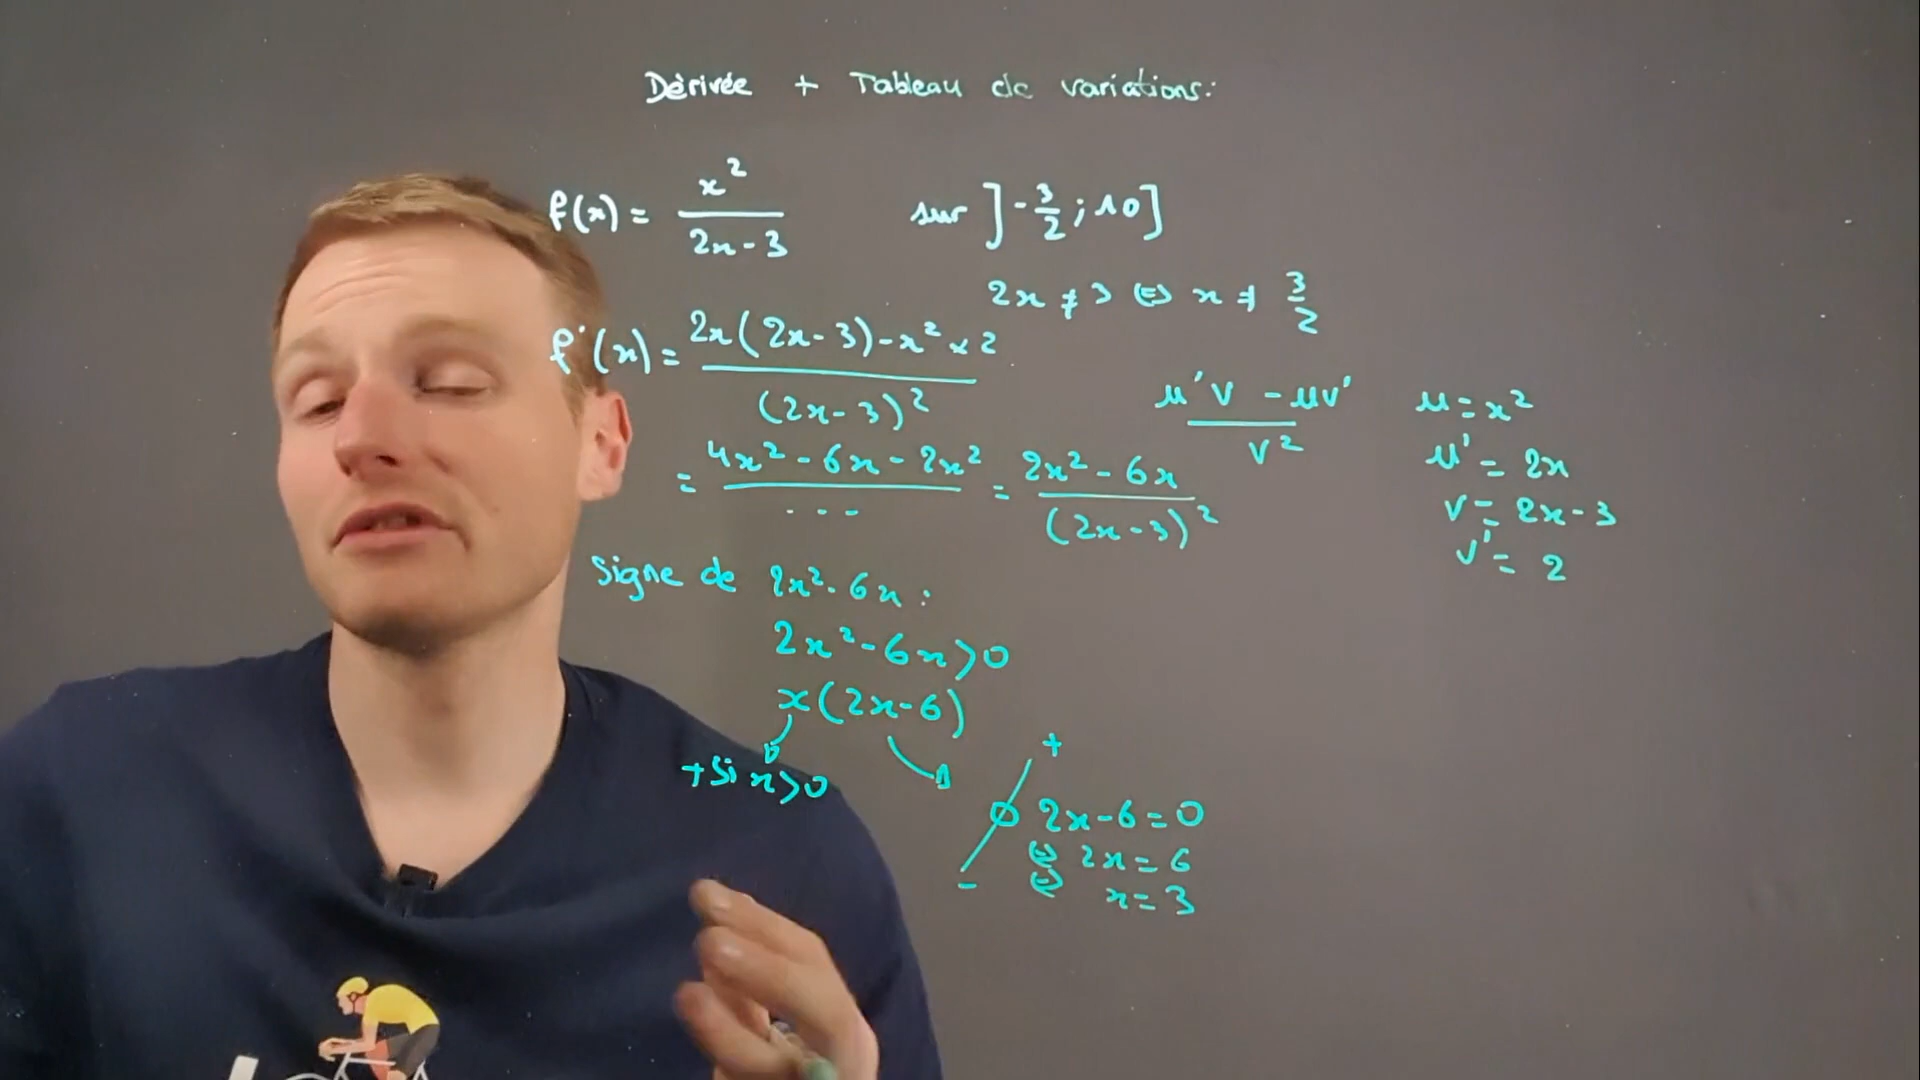 Dérivée + Tableau de variations:
f(x) = x² / (2x-3) sur ]-3/2 ; 10]
2x ≠ 3 ⇔ x ≠ 3/2
f'(x) = (2x(2x-3) - x² × 2) / (2x-3)²
= (4x² - 6x - 2x²) / ... = (2x² - 6x) / (2x-3)²
(u'v - uv') / v²
u = x²
u' = 2x
v = 2x-3
v' = 2
Signe de 2x² - 6x :
2x² - 6x > 0
x(2x-6)
+ si x > 0
+
2x-6 = 0
⇔ 2x = 6
⇔ x = 3
-